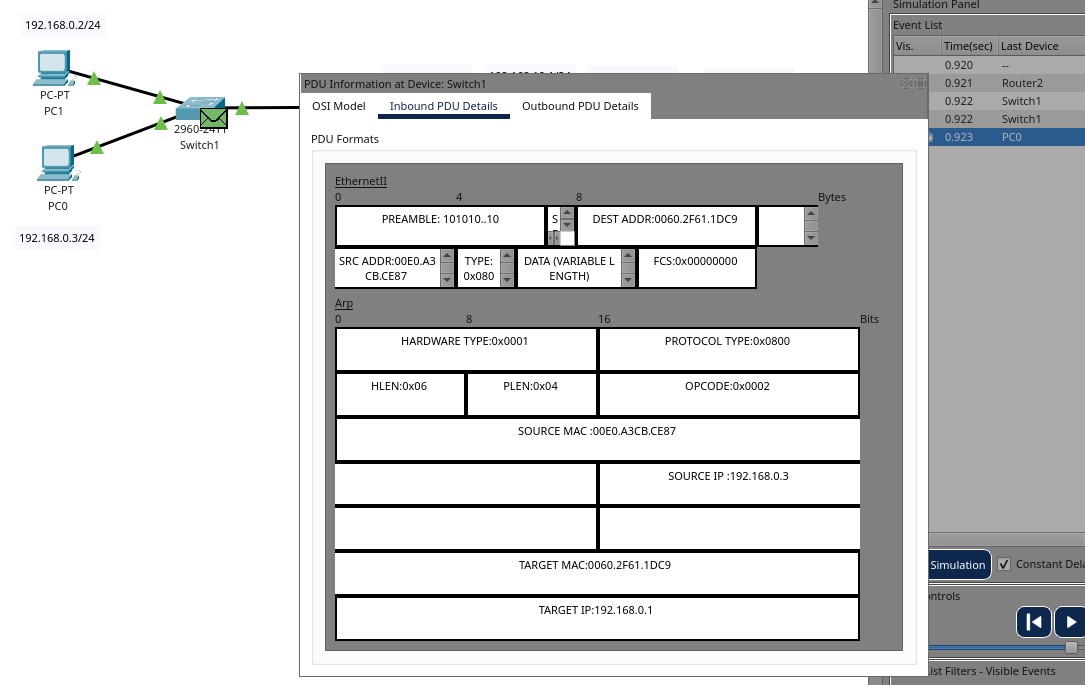 192.168.0.2/24
PC-PT
PC1
2960-24TT
Switch1
PC-PT
PC0
192.168.0.3/24
PDU Information at Device: Switch1
OSI Model
Inbound PDU Details
Outbound PDU Details
PDU Formats
EthernetII
0
4
8
Bytes
PREAMBLE: 101010..10
S
DEST ADDR:0060.2F61.1DC9
SRC ADDR:00E0.A3
CB.CE87
TYPE:
0x080
DATA (VARIABLE L
ENGTH)
FCS:0x00000000
Arp
0
8
16
Bits
HARDWARE TYPE:0x0001
PROTOCOL TYPE:0x0800
HLEN:0x06
PLEN:0x04
OPCODE:0x0002
SOURCE MAC :00E0.A3CB.CE87
SOURCE IP :192.168.0.3
TARGET MAC:0060.2F61.1DC9
TARGET IP:192.168.0.1
Simulation Panel
Event List
Vis.
Time(sec)
Last Device
0.920
--
0.921
Router2
0.922
Switch1
0.922
Switch1
0.923
PC0
Simulation
Constant Dela
ontrols
ist Filters - Visible Events